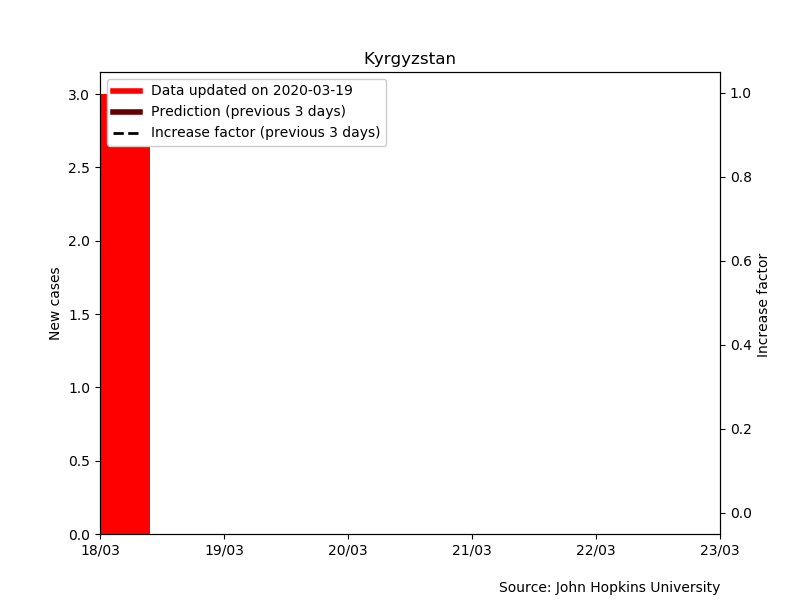 Kyrgyzstan
Data updated on 2020-03-19
Prediction (previous 3 days)
Increase factor (previous 3 days)
3.0
2.5
2.0
1.5
1.0
0.5
0.0
New cases
1.0
0.8
0.6
0.4
0.2
0.0
Increase factor
18/03 19/03 20/03 21/03 22/03 23/03
Source: John Hopkins University